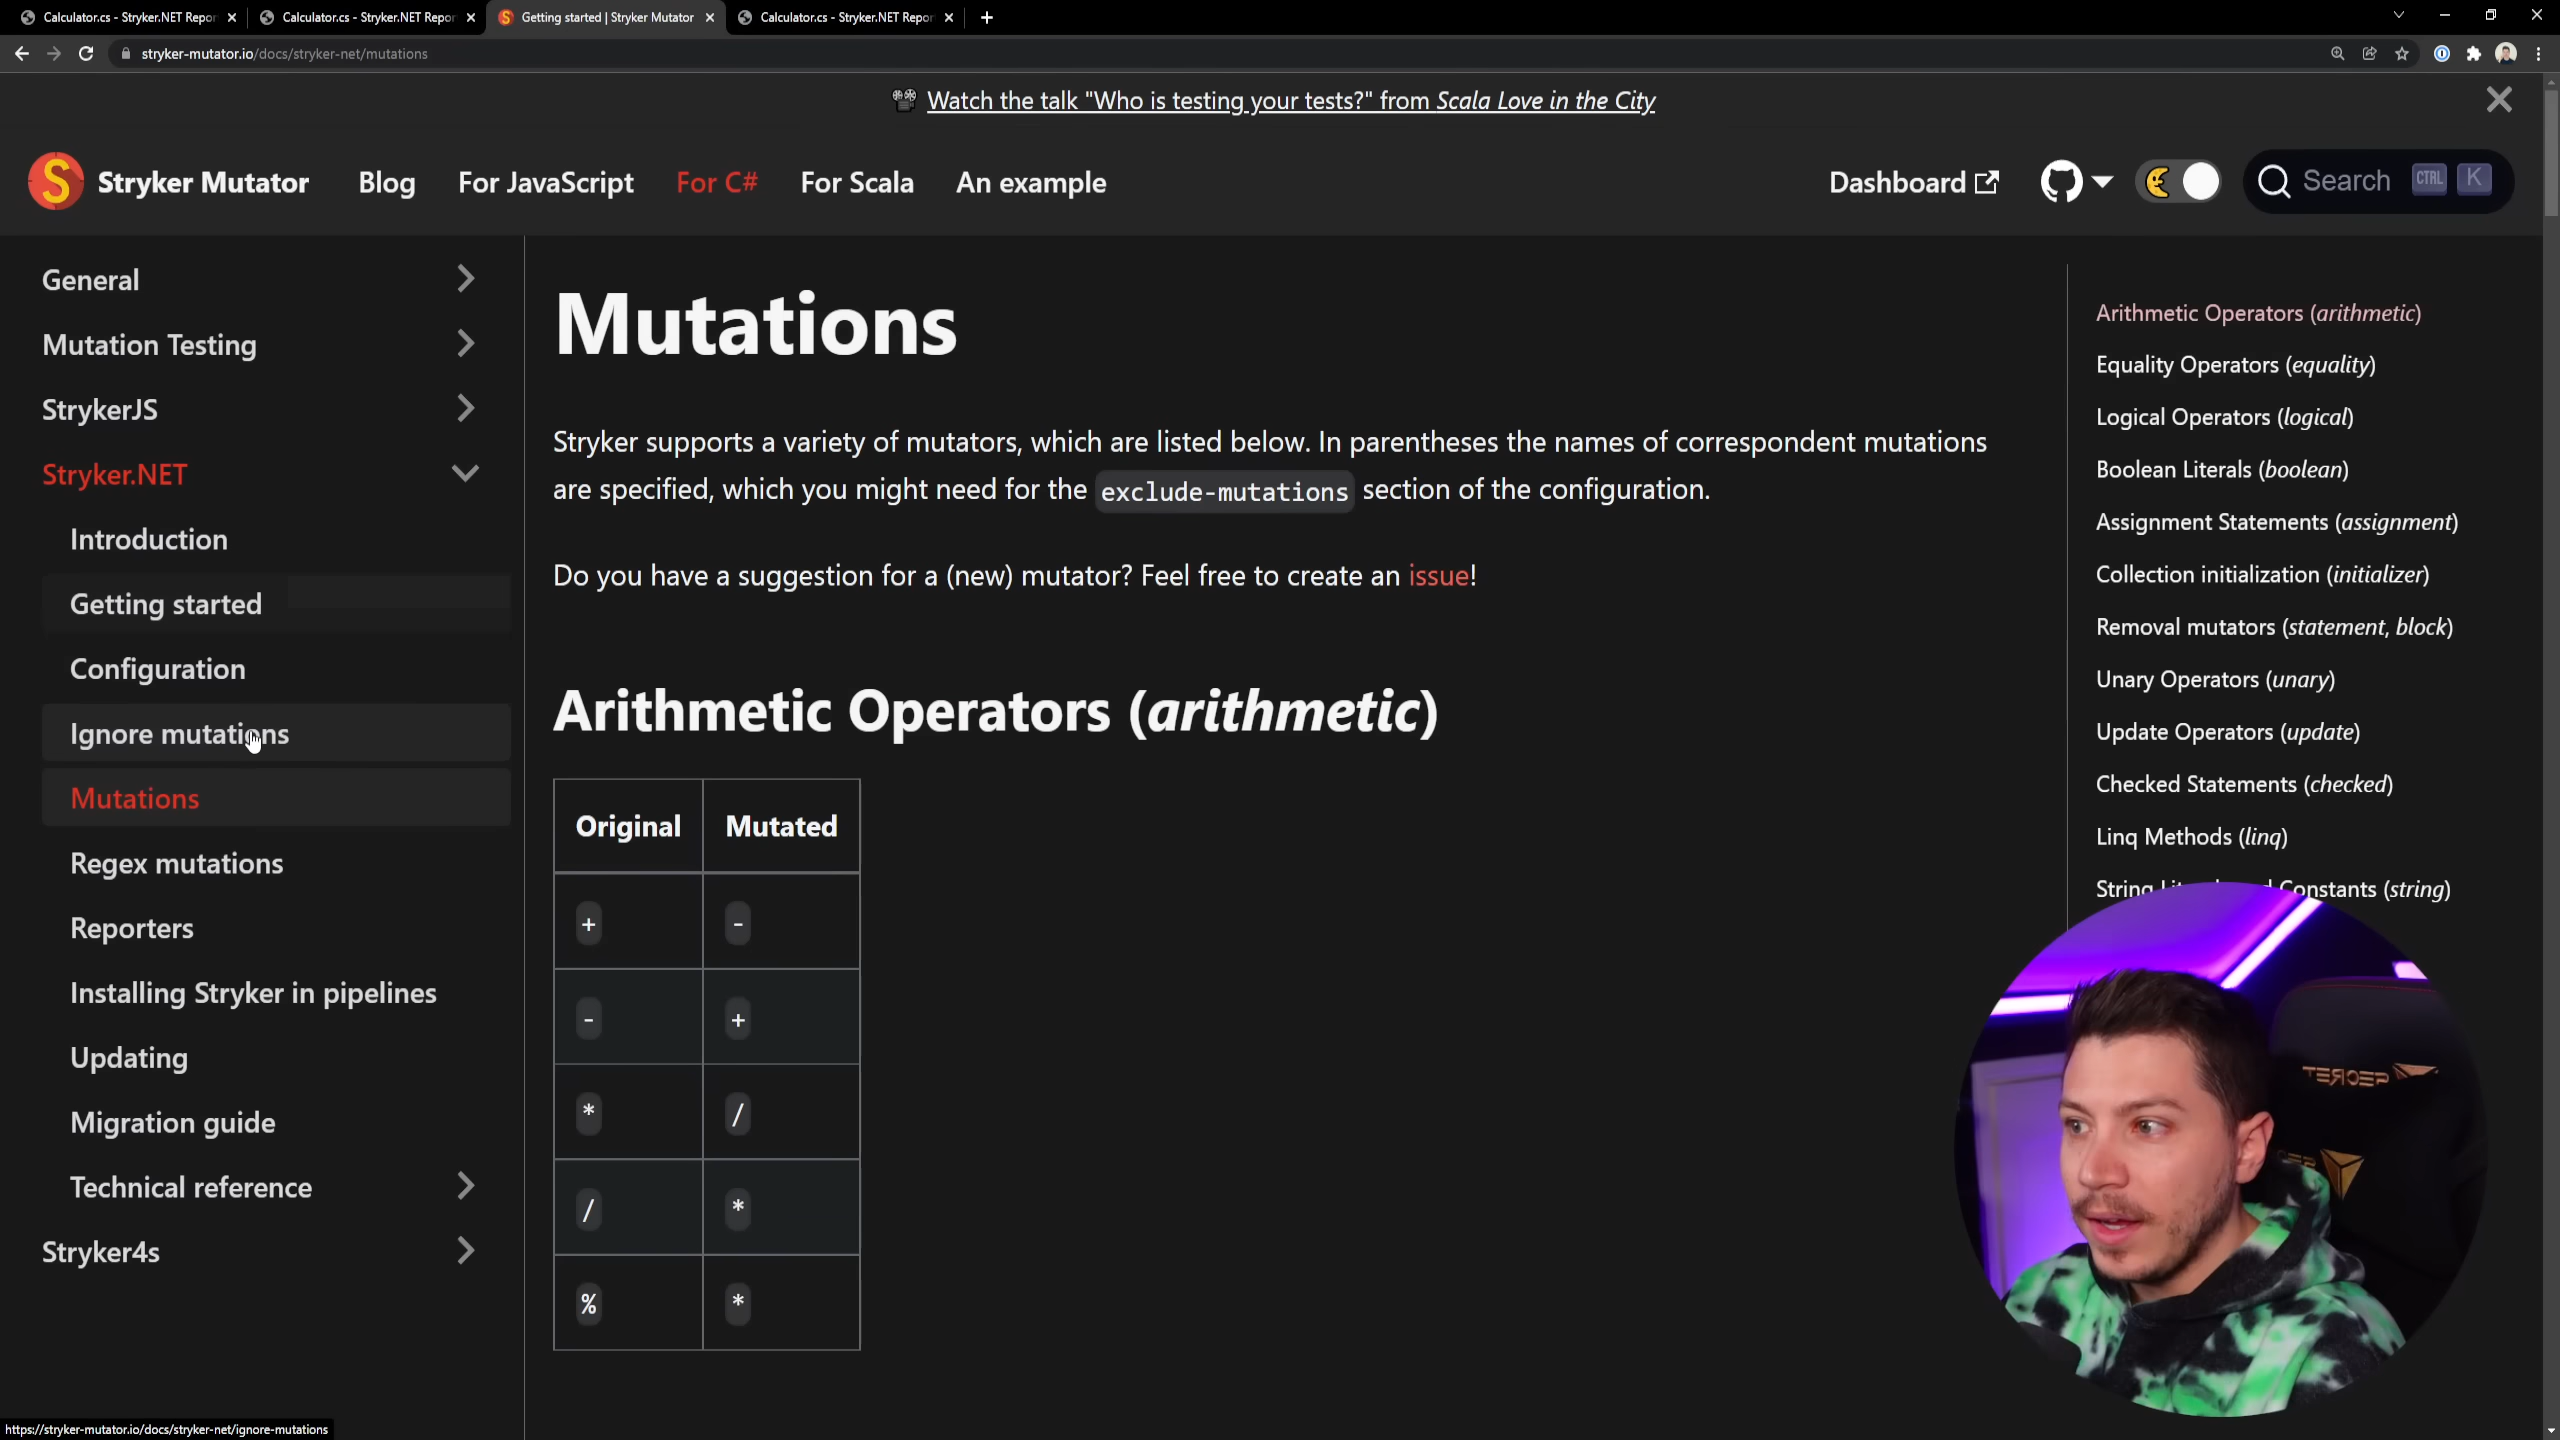 Calculator.cs - Stryker.NET Repor
Calculator.cs - Stryker.NET Repor
Getting started | Stryker Mutator
Calculator.cs - Stryker.NET Repor
stryker-mutator.io/docs/stryker-net/mutations
Watch the talk "Who is testing your tests?" from Scala Love in the City
Stryker Mutator
Blog
For JavaScript
For C#
For Scala
An example
Dashboard
Search
CTRL
K
General
Mutation Testing
StrykerJS
Stryker.NET
Introduction
Getting started
Configuration
Ignore mutations
Mutations
Regex mutations
Reporters
Installing Stryker in pipelines
Updating
Migration guide
Technical reference
Stryker4s
Mutations
Stryker supports a variety of mutators, which are listed below. In parentheses the names of correspondent mutations
are specified, which you might need for the exclude-mutations section of the configuration.
Do you have a suggestion for a (new) mutator? Feel free to create an issue!
Arithmetic Operators (arithmetic)
Original Mutated
+ -
- +
* /
/ *
% *
Arithmetic Operators (arithmetic)
Equality Operators (equality)
Logical Operators (logical)
Boolean Literals (boolean)
Assignment Statements (assignment)
Collection initialization (initializer)
Removal mutators (statement, block)
Unary Operators (unary)
Update Operators (update)
Checked Statements (checked)
Linq Methods (linq)
String Constants (string)
https://stryker-mutator.io/docs/stryker-net/ignore-mutations